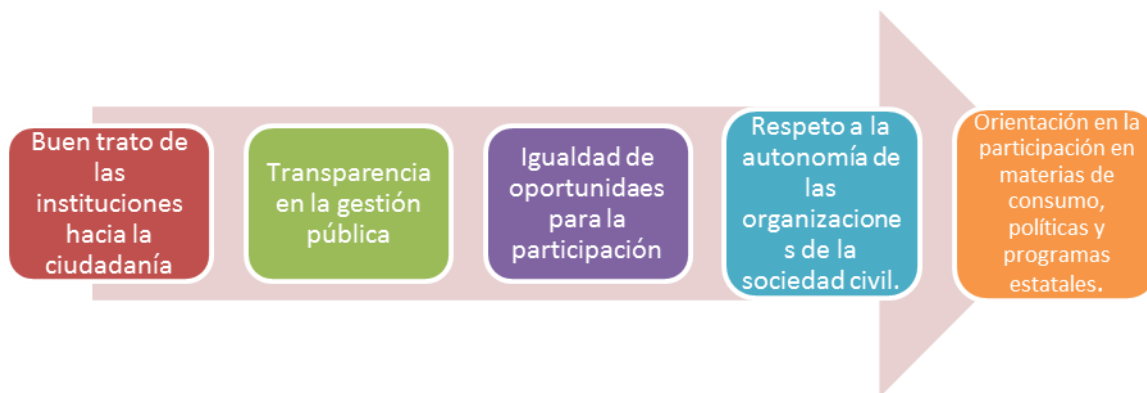 Buen trato de
las
instituciones
hacia la
ciudadanía
Transparencia
en la gestión
pública
Igualdad de
oportunidaes
para la
participación
Respeto a la
autonomía de
las
organizacione
s de la
sociedad civil.
Orientación en la
participación en
materias de
consumo,
políticas y
programas
estatales.